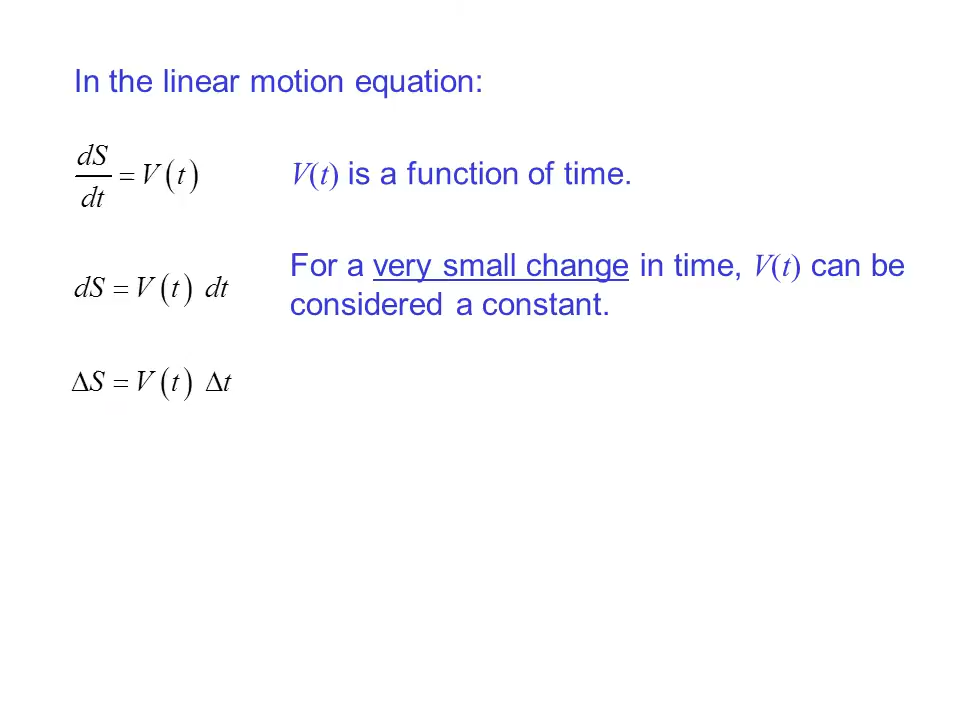 In the linear motion equation:
dS/dt = V(t)
V(t) is a function of time.
dS = V(t) dt
For a very small change in time, V(t) can be
considered a constant.
ΔS = V(t) Δt